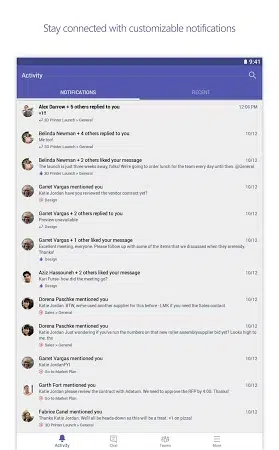 Stay connected with customizable notifications
9:41
Activity
NOTIFICATIONS
RECENT
Alex Darrow + 5 others replied to you
12:06 PM
+1!!
3D Printer Launch > General
Belinda Newman + 4 others replied to you
10/12
Me too!
3D Printer Launch > General
Belinda Newman + 2 others liked your message
10/12
The launch is just three weeks away, folks! We're going to order lunch for the team every day until then. @General
3D Printer Launch > General
Garret Vargas mentioned you
10/12
Katie Jordan have you reviewed the vendor contract yet?
Design
Garret Vargas + 2 others replied to you
10/12
Preview unavailable
Design
Garret Vargas + 1 other liked your message
10/12
Excellent meeting, everyone. Please follow up with some of the items that we discussed when they are ready.
Thanks!
Design
Aziz Hassouneh + 2 others liked your message
10/12
Kari Furse how did the meeting go?
Design
Dorena Paschke mentioned you
10/12
Katie Jordan BTW, we've used another supplier for this before - LMK if you need the Sales contact.
Sales > General
Dorena Paschke mentioned you
10/12
Katie Jordan Just wondering if you've run the numbers on that new roller assembly supplier bid yet? Looks high to
me, thx
Sales > General
Garret Vargas mentioned you
10/12
Katie Jordan FYI
Go to Market Plan
Garth Fort mentioned you
10/12
Katie Jordan please review the contract with Adatum. We need to approve the RFP by 4:00. Thanks!
Go to Market Plan
Fabrice Canel mentioned you
10/12
Thanks Katie Jordan. We'll all be heads down so this will be a treat. +1 on pizza!
3D Printer Launch > General
Activity
Chat
Teams
More